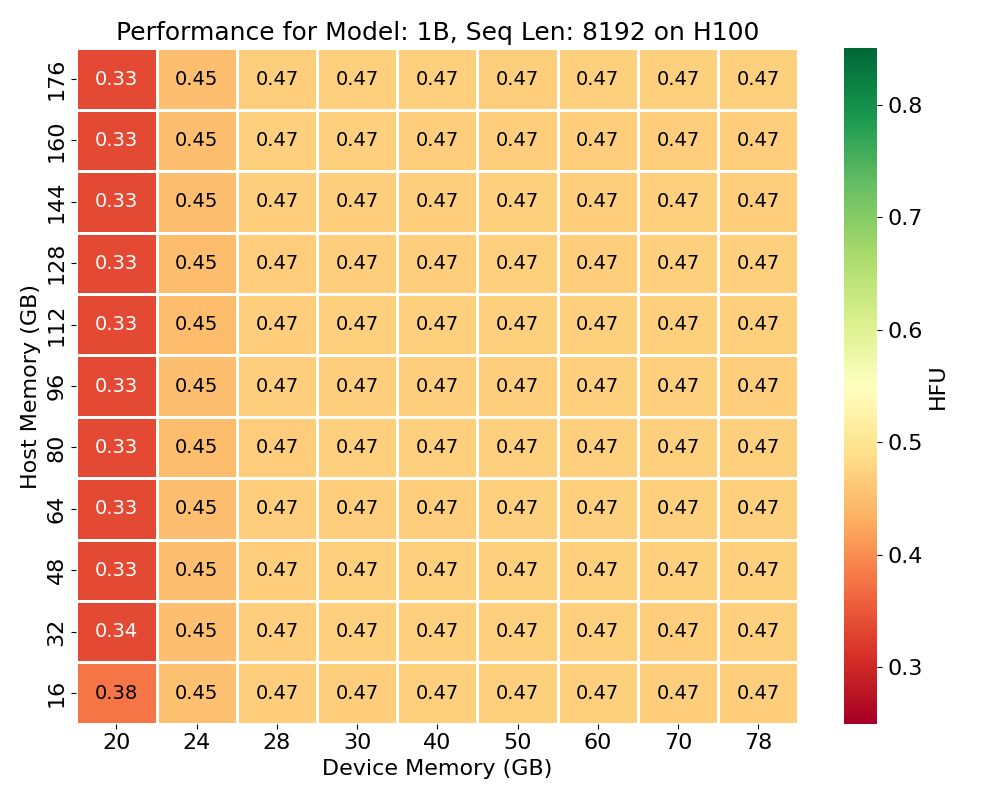 Performance for Model: 1B, Seq Len: 8192 on H100
176 0.33 0.45 0.47 0.47 0.47 0.47 0.47 0.47 0.47
160 0.33 0.45 0.47 0.47 0.47 0.47 0.47 0.47 0.47
144 0.33 0.45 0.47 0.47 0.47 0.47 0.47 0.47 0.47
128 0.33 0.45 0.47 0.47 0.47 0.47 0.47 0.47 0.47
112 0.33 0.45 0.47 0.47 0.47 0.47 0.47 0.47 0.47
96 0.33 0.45 0.47 0.47 0.47 0.47 0.47 0.47 0.47
80 0.33 0.45 0.47 0.47 0.47 0.47 0.47 0.47 0.47
64 0.33 0.45 0.47 0.47 0.47 0.47 0.47 0.47 0.47
48 0.33 0.45 0.47 0.47 0.47 0.47 0.47 0.47 0.47
32 0.34 0.45 0.47 0.47 0.47 0.47 0.47 0.47 0.47
16 0.38 0.45 0.47 0.47 0.47 0.47 0.47 0.47 0.47
20 24 28 30 40 50 60 70 78
Device Memory (GB)
Host Memory (GB)
0.8
0.7
0.6
0.5
0.4
0.3
HFU